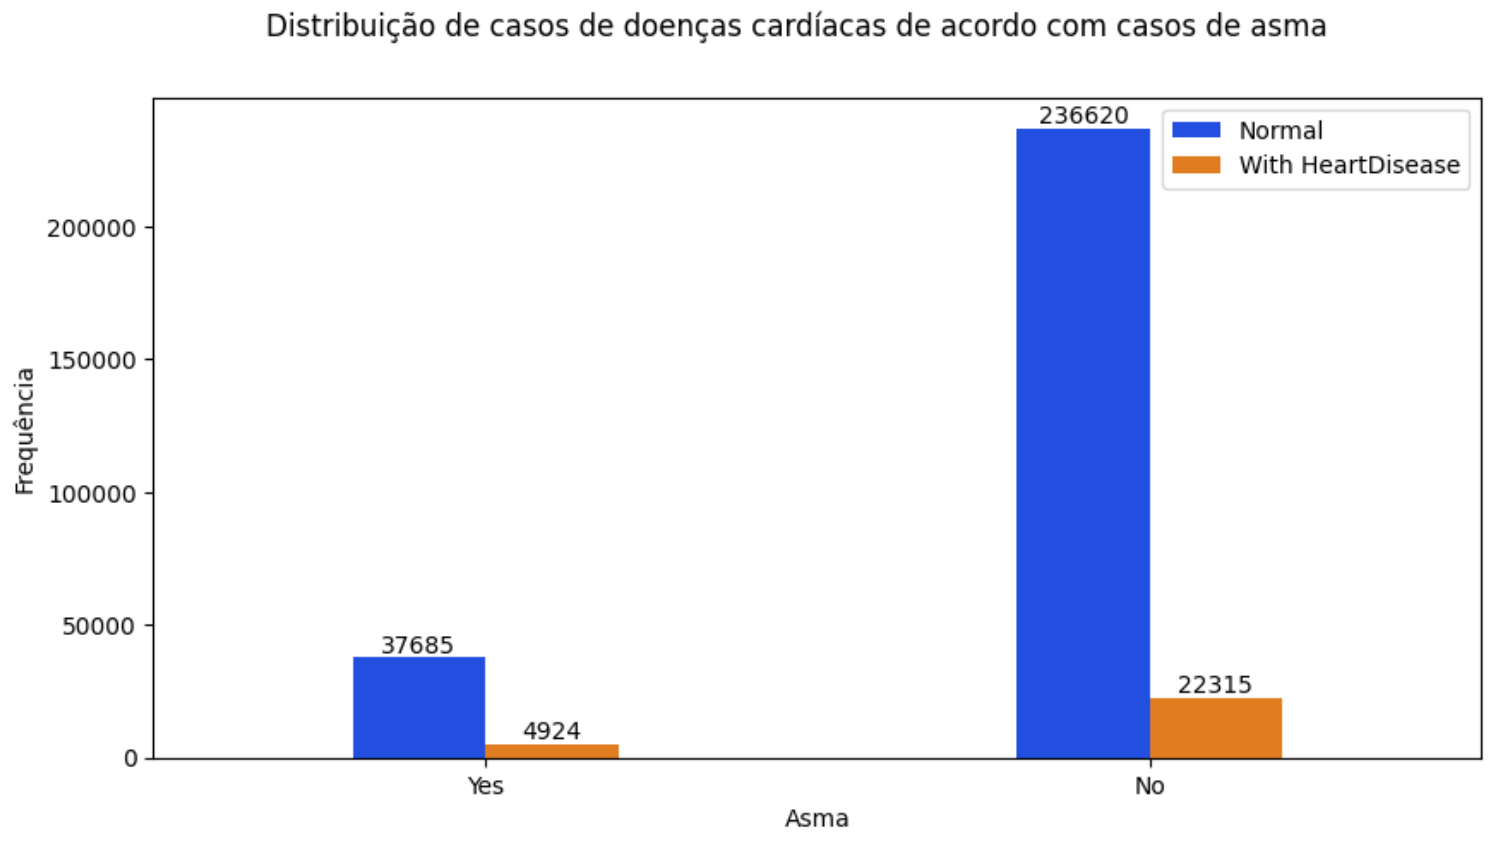 Distribuição de casos de doenças cardíacas de acordo com casos de asma
236620
Normal
With HeartDisease
200000
150000
Frequência
100000
50000
37685
22315
4924
0
Yes
No
Asma